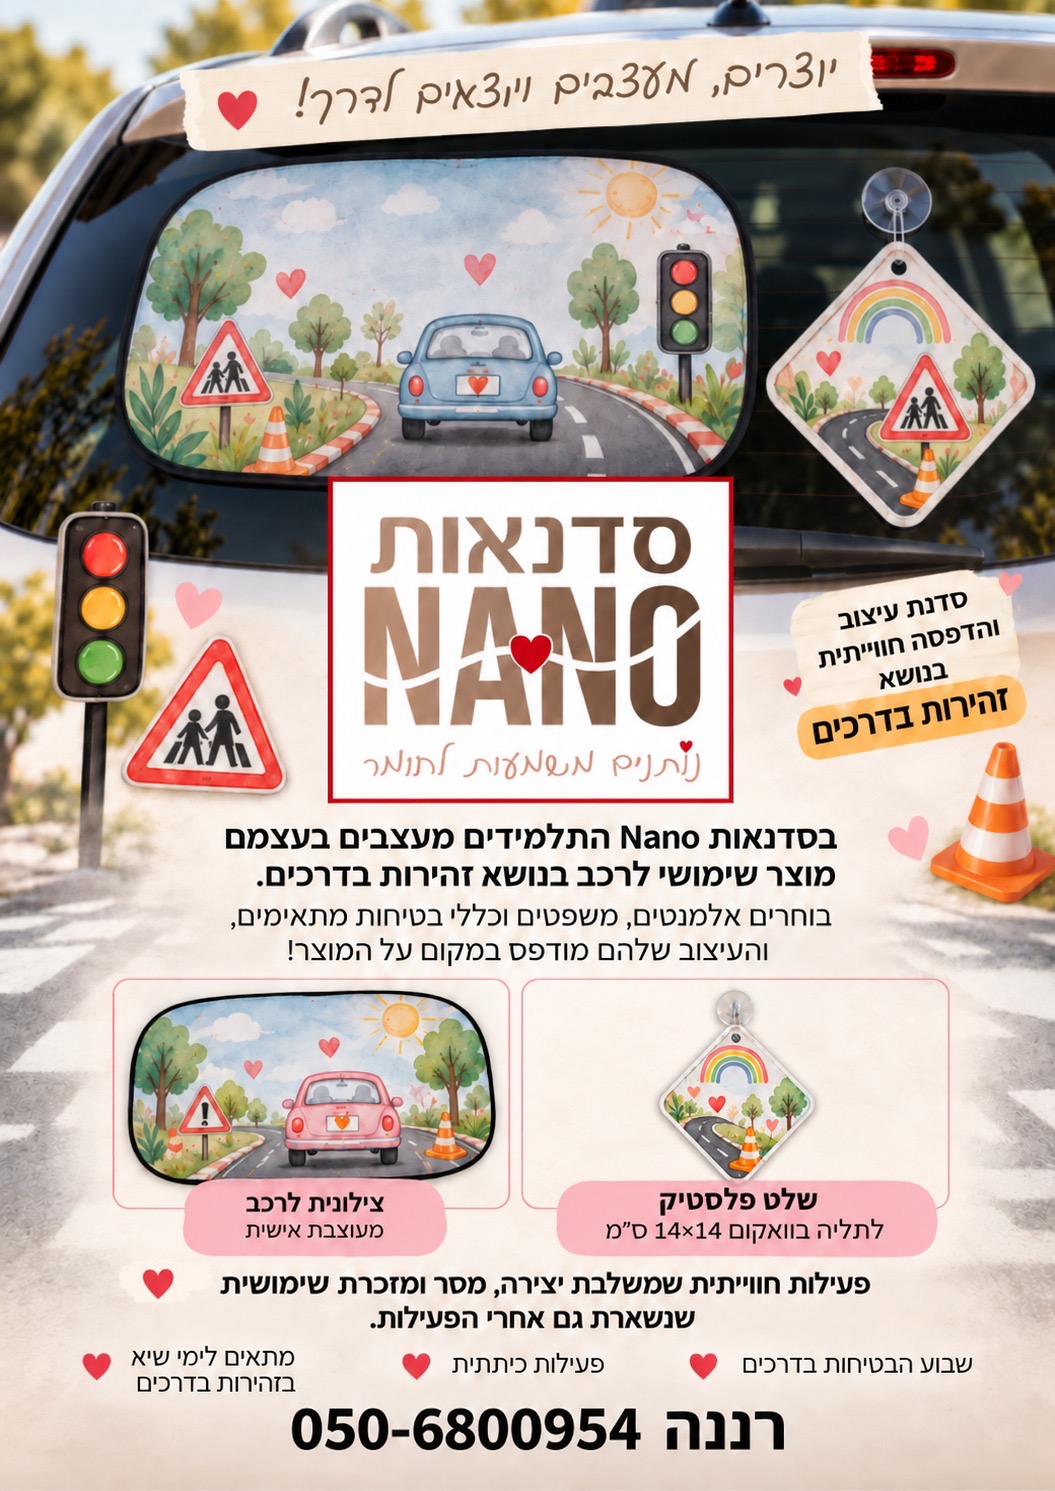 יוצרים, מעצבים ויוצאים לדרך!
סדנאות
NANO
נותנים משמעות לחומר
סדנת עיצוב
והדפסה חווייתית
בנושא
זהירות בדרכים
בסדנאות Nano התלמידים מעצבים בעצמם
מוצר שימושי לרכב בנושא זהירות בדרכים.
בוחרים אלמנטים, משפטים וכללי בטיחות מתאימים,
והעיצוב שלהם מודפס במקום על המוצר!
שלט פלסטיק
לתליה בוואקום 14×14 ס"מ
צילונית לרכב
מעוצבת אישית
פעילות חווייתית שמשלבת יצירה, מסר ומזכרת שימושית
שנשארת גם אחרי הפעילות.
שבוע הבטיחות בדרכים
פעילות כיתתית
מתאים לימי שיא
בזהירות בדרכים
רננה 050-6800954